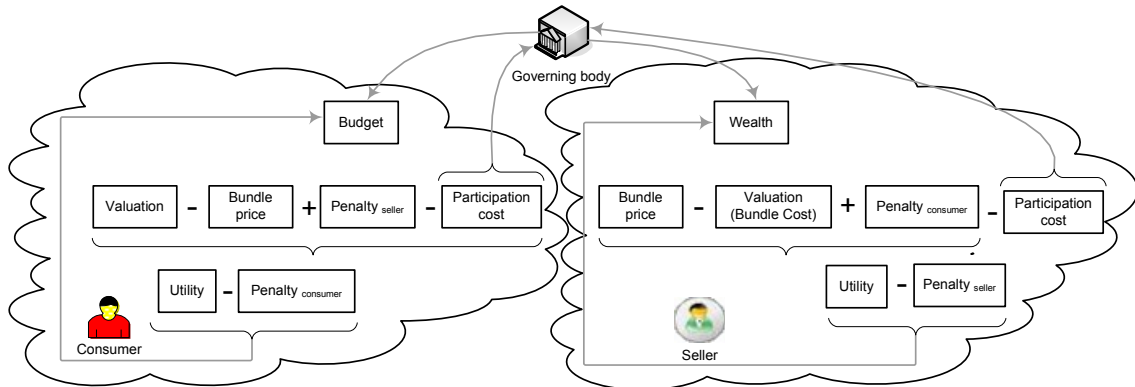 Governing body
Budget
Wealth
Valuation - Bundle price + Penalty seller - Participation cost
Utility - Penalty consumer
Consumer
Bundle price - Valuation (Bundle Cost) + Penalty consumer - Participation cost
Utility - Penalty seller
Seller